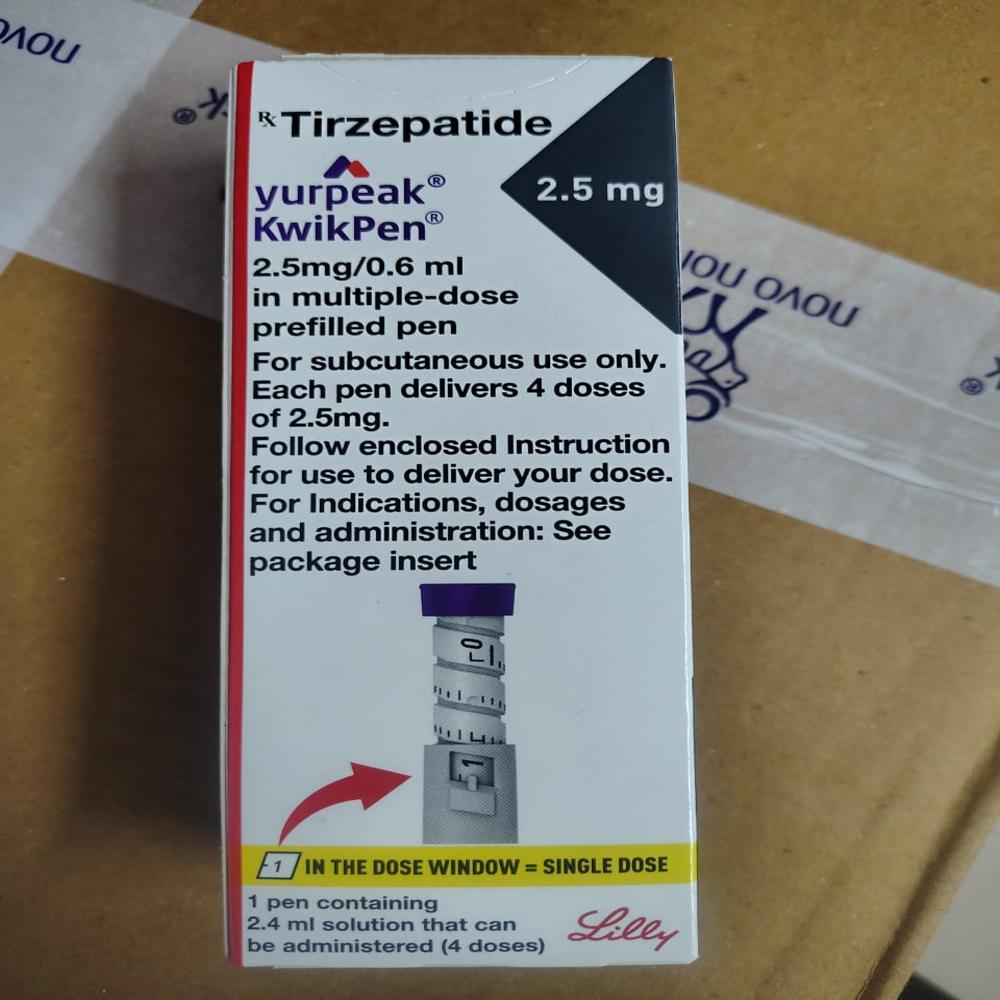 ℞ Tirzepatide
2.5 mg
yurpeak®
KwikPen®
2.5mg/0.6 ml
in multiple-dose
prefilled pen
For subcutaneous use only.
Each pen delivers 4 doses
of 2.5mg.
Follow enclosed Instruction
for use to deliver your dose.
For Indications, dosages
and administration: See
package insert
0
1
1
1 IN THE DOSE WINDOW = SINGLE DOSE
1 pen containing
2.4 ml solution that can
be administered (4 doses)
Lilly
novo
novo